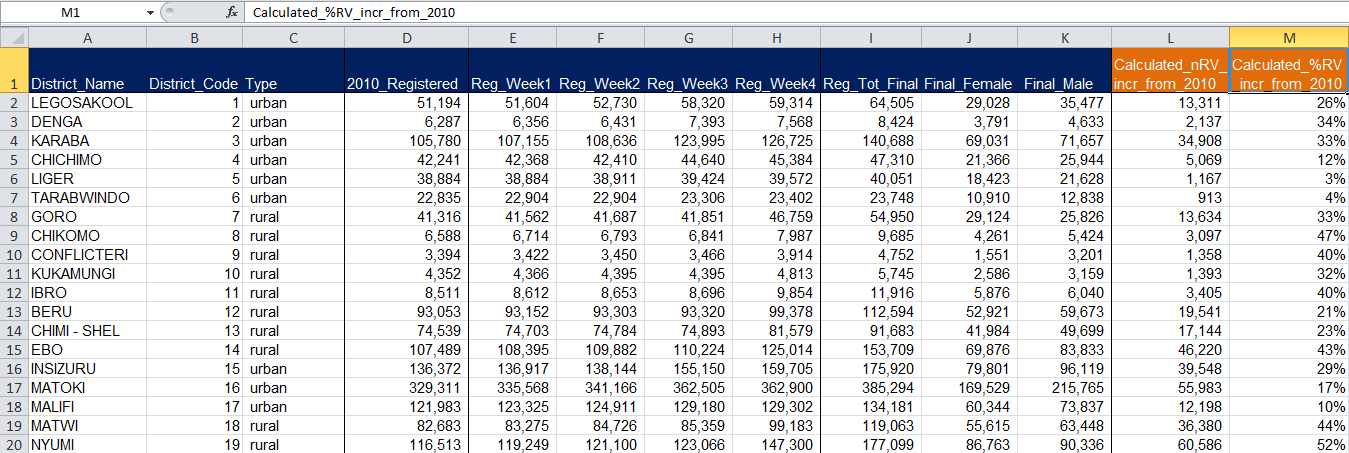 M1 fx Calculated_%RV_incr_from_2010
A B C D E F G H I J K L M
1 District_Name District_Code Type 2010_Registered Reg_Week1 Reg_Week2 Reg_Week3 Reg_Week4 Reg_Tot_Final Final_Female Final_Male Calculated_nRV_incr_from_2010 Calculated_%RV_incr_from_2010
2 LEGOSAKOOL 1 urban 51,194 51,604 52,730 58,320 59,314 64,505 29,028 35,477 13,311 26%
3 DENGA 2 urban 6,287 6,356 6,431 7,393 7,568 8,424 3,791 4,633 2,137 34%
4 KARABA 3 urban 105,780 107,155 108,636 123,995 126,725 140,688 69,031 71,657 34,908 33%
5 CHICHIMO 4 urban 42,241 42,368 42,410 44,640 45,384 47,310 21,366 25,944 5,069 12%
6 LIGER 5 urban 38,884 38,884 38,911 39,424 39,572 40,051 18,423 21,628 1,167 3%
7 TARABWINDO 6 urban 22,835 22,904 22,904 23,306 23,402 23,748 10,910 12,838 913 4%
8 GORO 7 rural 41,316 41,562 41,687 41,851 46,759 54,950 29,124 25,826 13,634 33%
9 CHIKOMO 8 rural 6,588 6,714 6,793 6,841 7,987 9,685 4,261 5,424 3,097 47%
10 CONFLICTERI 9 rural 3,394 3,422 3,450 3,466 3,914 4,752 1,551 3,201 1,358 40%
11 KUKAMUNGI 10 rural 4,352 4,366 4,395 4,395 4,813 5,745 2,586 3,159 1,393 32%
12 IBRO 11 rural 8,511 8,612 8,653 8,696 9,854 11,916 5,876 6,040 3,405 40%
13 BERU 12 rural 93,053 93,152 93,303 93,320 99,378 112,594 52,921 59,673 19,541 21%
14 CHIMI - SHEL 13 rural 74,539 74,703 74,784 74,893 81,579 91,683 41,984 49,699 17,144 23%
15 EBO 14 rural 107,489 108,395 109,882 110,224 125,014 153,709 69,876 83,833 46,220 43%
16 INSIZURU 15 urban 136,372 136,917 138,144 155,150 159,705 175,920 79,801 96,119 39,548 29%
17 MATOKI 16 urban 329,311 335,568 341,166 362,505 362,900 385,294 169,529 215,765 55,983 17%
18 MALIFI 17 urban 121,983 123,325 124,911 129,180 129,302 134,181 60,344 73,837 12,198 10%
19 MATWI 18 rural 82,683 83,275 84,726 85,359 99,183 119,063 55,615 63,448 36,380 44%
20 NYUMI 19 rural 116,513 119,249 121,100 123,066 147,300 177,099 86,763 90,336 60,586 52%